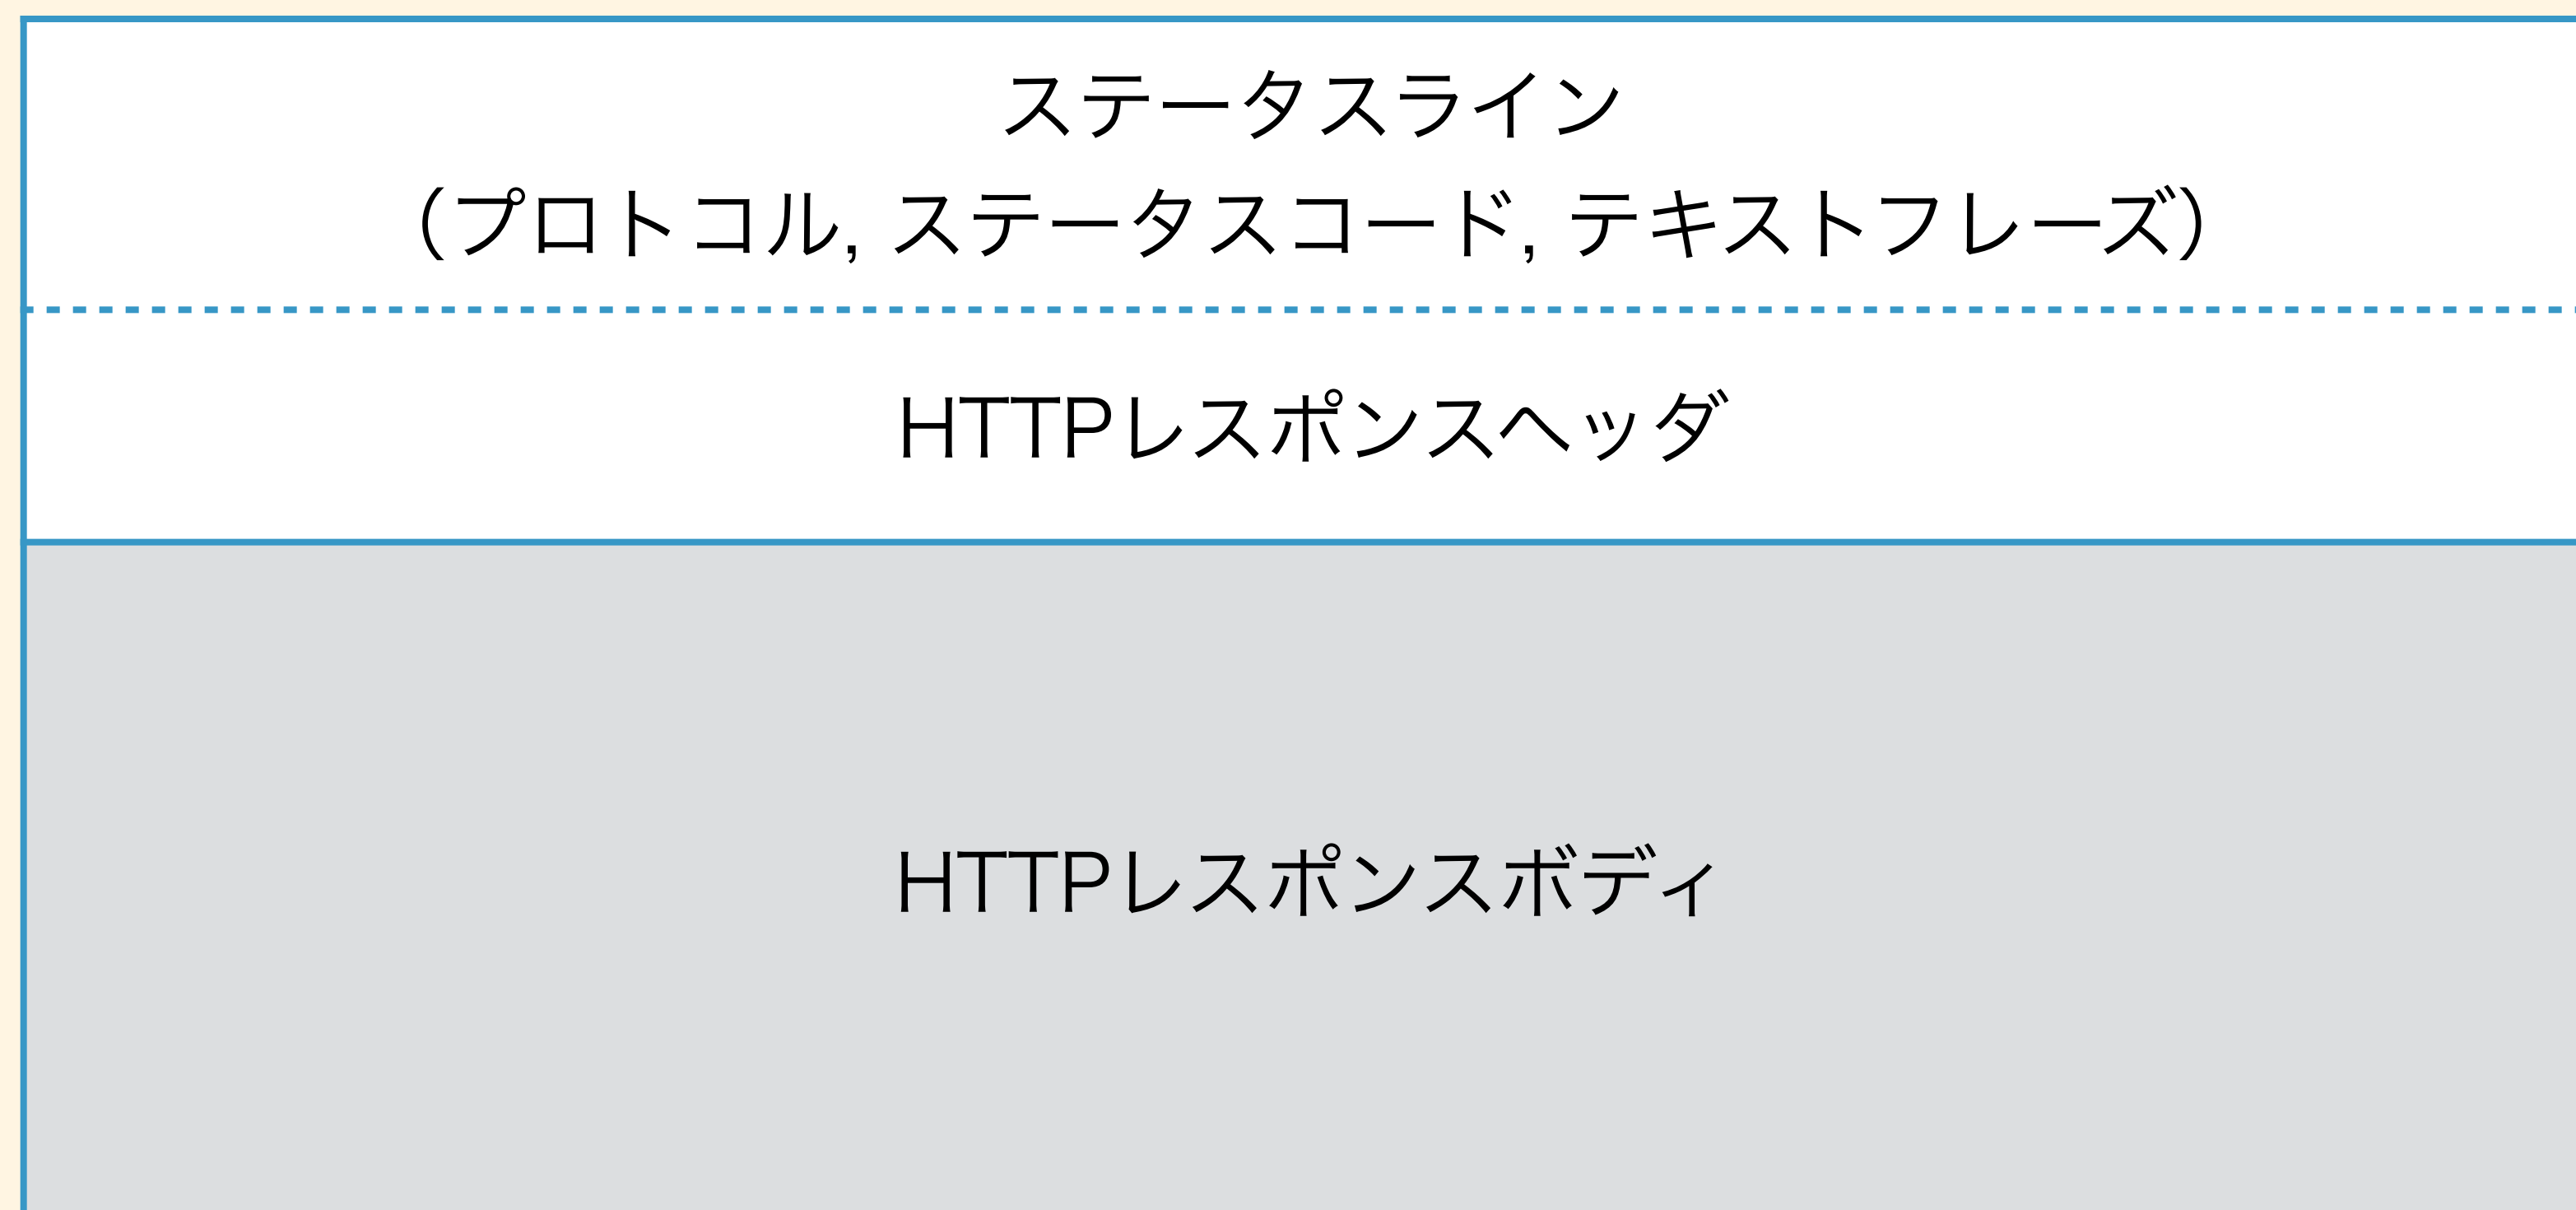 ステータスライン
（プロトコル, ステータスコード, テキストフレーズ）
HTTPレスポンスヘッダ
HTTPレスポンスボディ